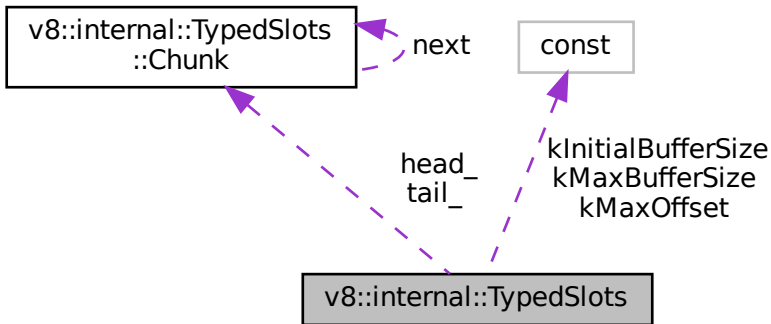 v8::internal::TypedSlots
::Chunk
next
const
head_
tail_
kInitialBufferSize
kMaxBufferSize
kMaxOffset
v8::internal::TypedSlots